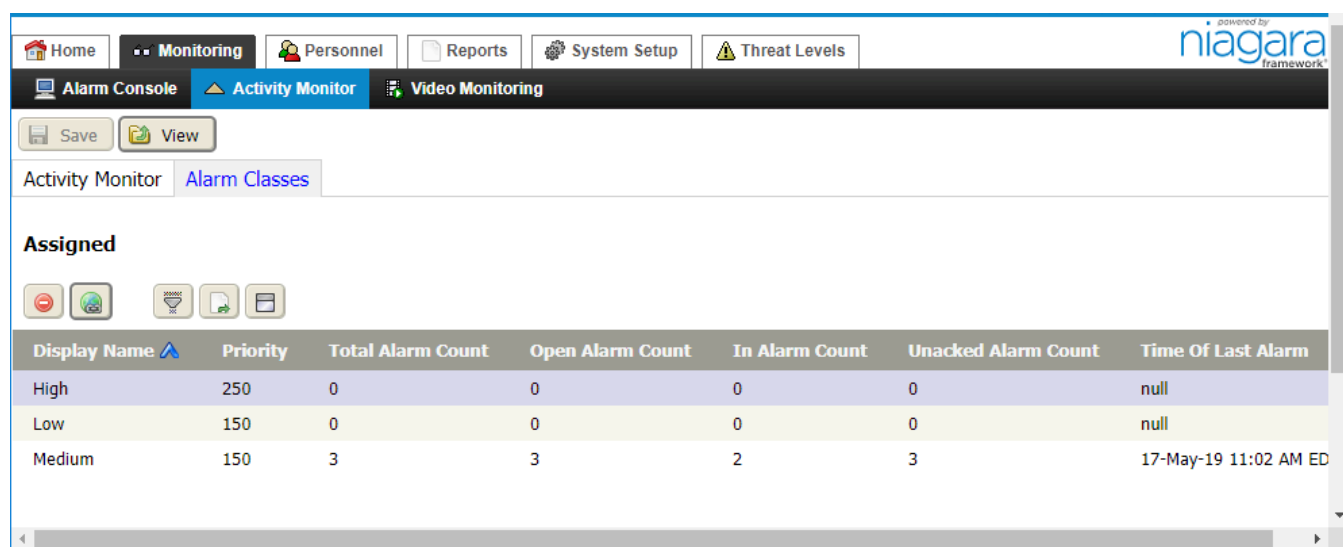 powered by
niagara
framework
Home Monitoring Personnel Reports System Setup Threat Levels
Alarm Console Activity Monitor Video Monitoring
Save View
Activity Monitor Alarm Classes
Assigned
Display Name Priority Total Alarm Count Open Alarm Count In Alarm Count Unacked Alarm Count Time Of Last Alarm
High 250 0 0 0 0 null
Low 150 0 0 0 0 null
Medium 150 3 3 2 3 17-May-19 11:02 AM ED